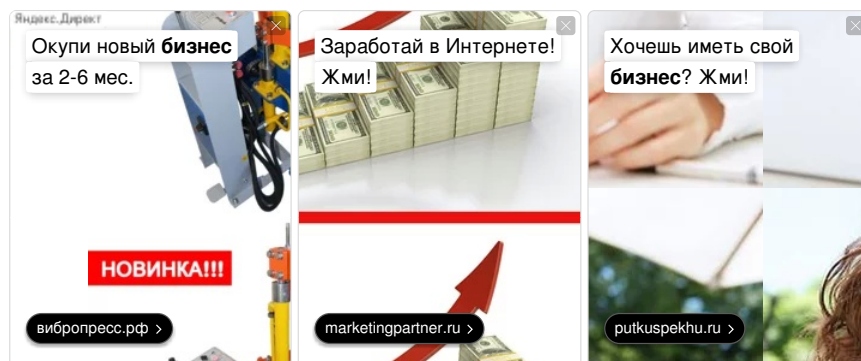 Яндекс.Директ
Окупи новый бизнес
за 2-6 мес.
НОВИНКА!!!
вибропресс.рф >
Заработай в Интернете!
Жми!
marketingpartner.ru >
Хочешь иметь свой
бизнес? Жми!
putkuspekhu.ru >